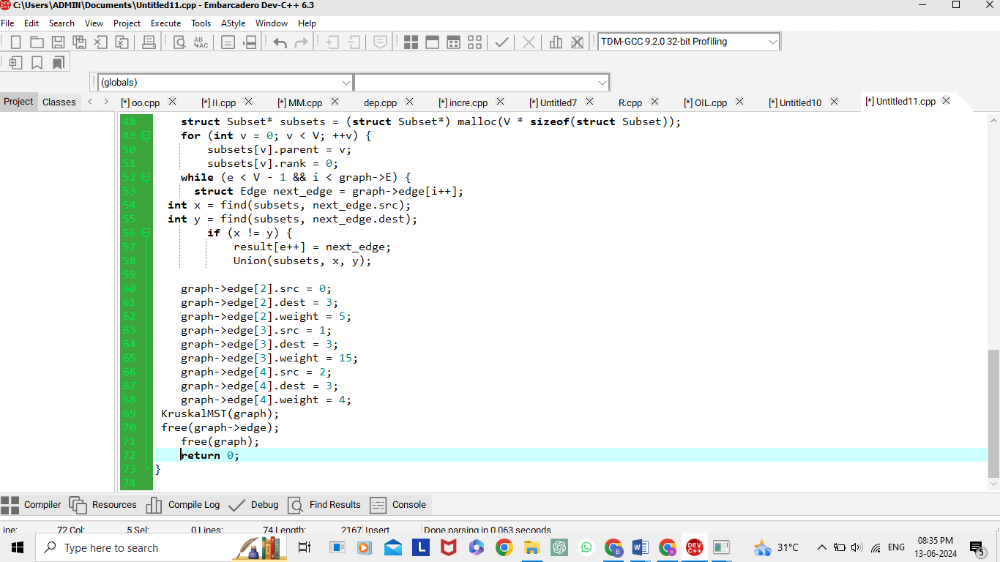 C:\Users\ADMIN\Documents\Untitled11.cpp - Embarcadero Dev-C++ 6.3
File Edit Search View Project Execute Tools AStyle Window Help
TDM-GCC 9.2.0 32-bit Profiling
(globals)
Project Classes [*] oo.cpp [*] II.cpp [*] MM.cpp dep.cpp [*] incre.cpp [*] Untitled7 R.cpp [*] OIL.cpp [*] Untitled10 [*] Untitled11.cpp
48 struct Subset* subsets = (struct Subset*) malloc(V * sizeof(struct Subset));
49 for (int v = 0; v < V; ++v) {
50 subsets[v].parent = v;
51 subsets[v].rank = 0;
52 while (e < V - 1 && i < graph->E) {
53 struct Edge next_edge = graph->edge[i++];
54 int x = find(subsets, next_edge.src);
55 int y = find(subsets, next_edge.dest);
56 if (x != y) {
57 result[e++] = next_edge;
58 Union(subsets, x, y);
59
60 graph->edge[2].src = 0;
61 graph->edge[2].dest = 3;
62 graph->edge[2].weight = 5;
63 graph->edge[3].src = 1;
64 graph->edge[3].dest = 3;
65 graph->edge[3].weight = 15;
66 graph->edge[4].src = 2;
67 graph->edge[4].dest = 3;
68 graph->edge[4].weight = 4;
69 KruskalMST(graph);
70 free(graph->edge);
71 free(graph);
72 return 0;
73 }
74
Compiler Resources Compile Log Debug Find Results Console
ine: 72 Col: 5 Sel: 0 Lines: 74 Length: 2167 Insert Done parsing in 0.063 seconds
Type here to search
31°C ENG 08:35 PM
13-06-2024
5